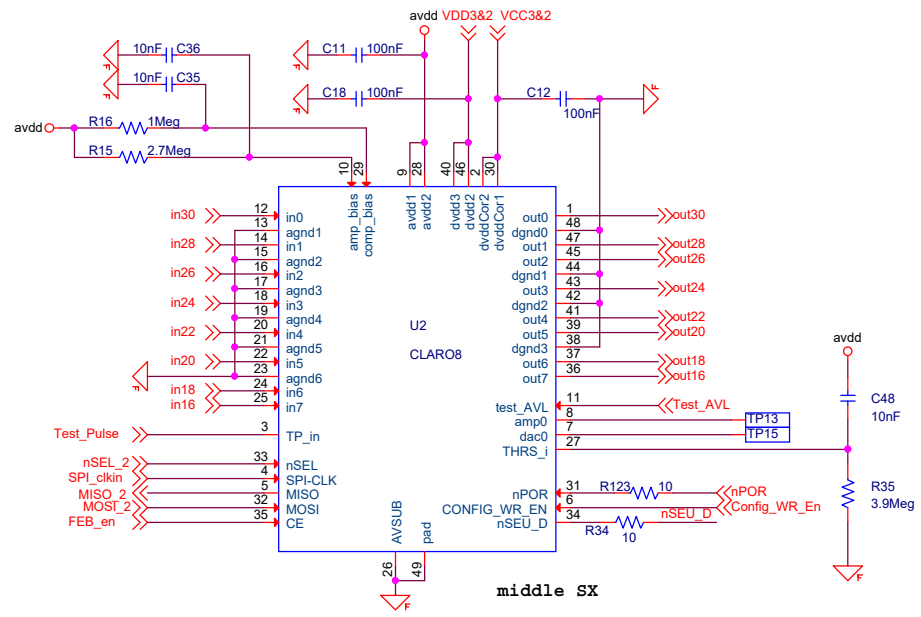 avdd VDD3&2 VCC3&2
10nF C36 C11 100nF
F F
10nF C35
F C18 100nF C12 F
F 100nF
avdd R16 1Meg
R15 2.7Meg
10 29 9 28 40 46 2 30
amp_bias comp_bias avdd1 avdd2 dvdd3 dvdd2 dvddCor2 dvddCor1
in30 12 in0 out0 1 out30
13 agnd1 dgnd0 48
in28 14 in1 out1 47 out28
15 agnd2 out2 45 out26
in26 16 in2 dgnd1 44
17 agnd3 out3 43 out24
in24 18 in3 dgnd2 42
19 agnd4 out4 41 out22
in22 20 in4 U2 out5 39 out20
21 agnd5 dgnd3 38 avdd
in20 22 in5 CLARO8 out6 37 out18
F 23 agnd6 out7 36 out16
in18 24 in6
in16 25 in7 test_AVL 11 Test_AVL C48
amp0 8 TP13 10nF
Test_Pulse 3 TP_in dac0 7 TP15
THRS_i 27
nSEL_2 33 nSEL
SPI_clkin 4 SPI-CLK R35
MISO_2 5 MISO nPOR 31 R123 10 nPOR 3.9Meg
MOST_2 32 MOSI CONFIG_WR_EN 6 Config_WR_En
FEB_en 35 CE nSEU_D 34 nSEU_D
R34 10
AVSUB pad
26 49 F
middle SX
F